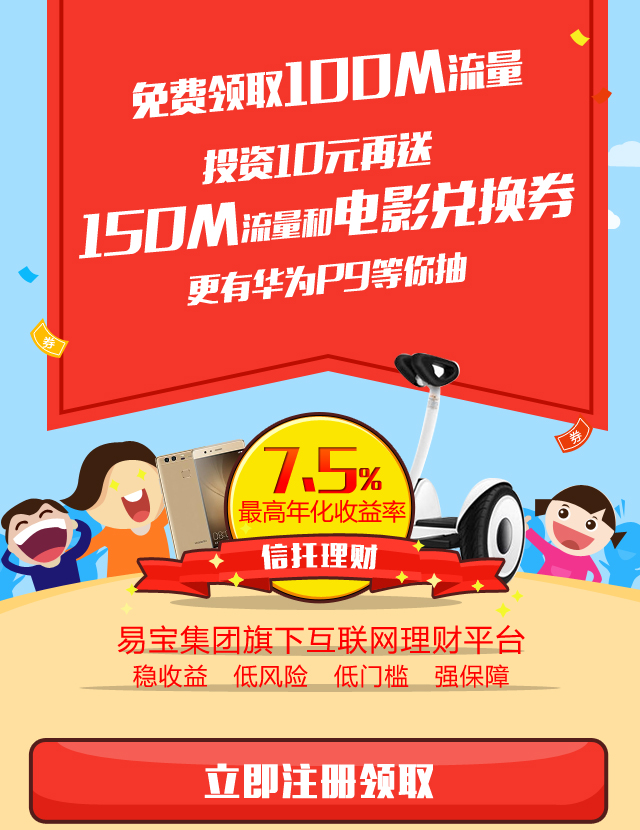 免费领取100M流量
投资10元再送
150M流量和电影兑换券
更有华为P9等你抽
券
券
7.5%
最高年化收益率
信托理财
易宝集团旗下互联网理财平台
稳收益 低风险 低门槛 强保障
立即注册领取